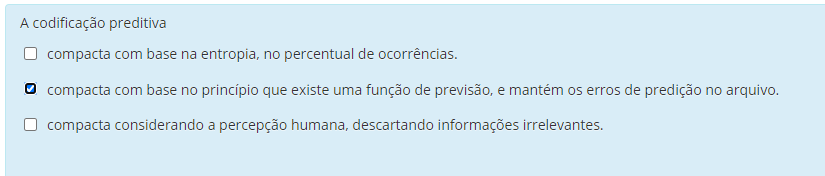 A codificação preditiva
compacta com base na entropia, no percentual de ocorrências.
compacta com base no princípio que existe uma função de previsão, e mantém os erros de predição no arquivo.
compacta considerando a percepção humana, descartando informações irrelevantes.